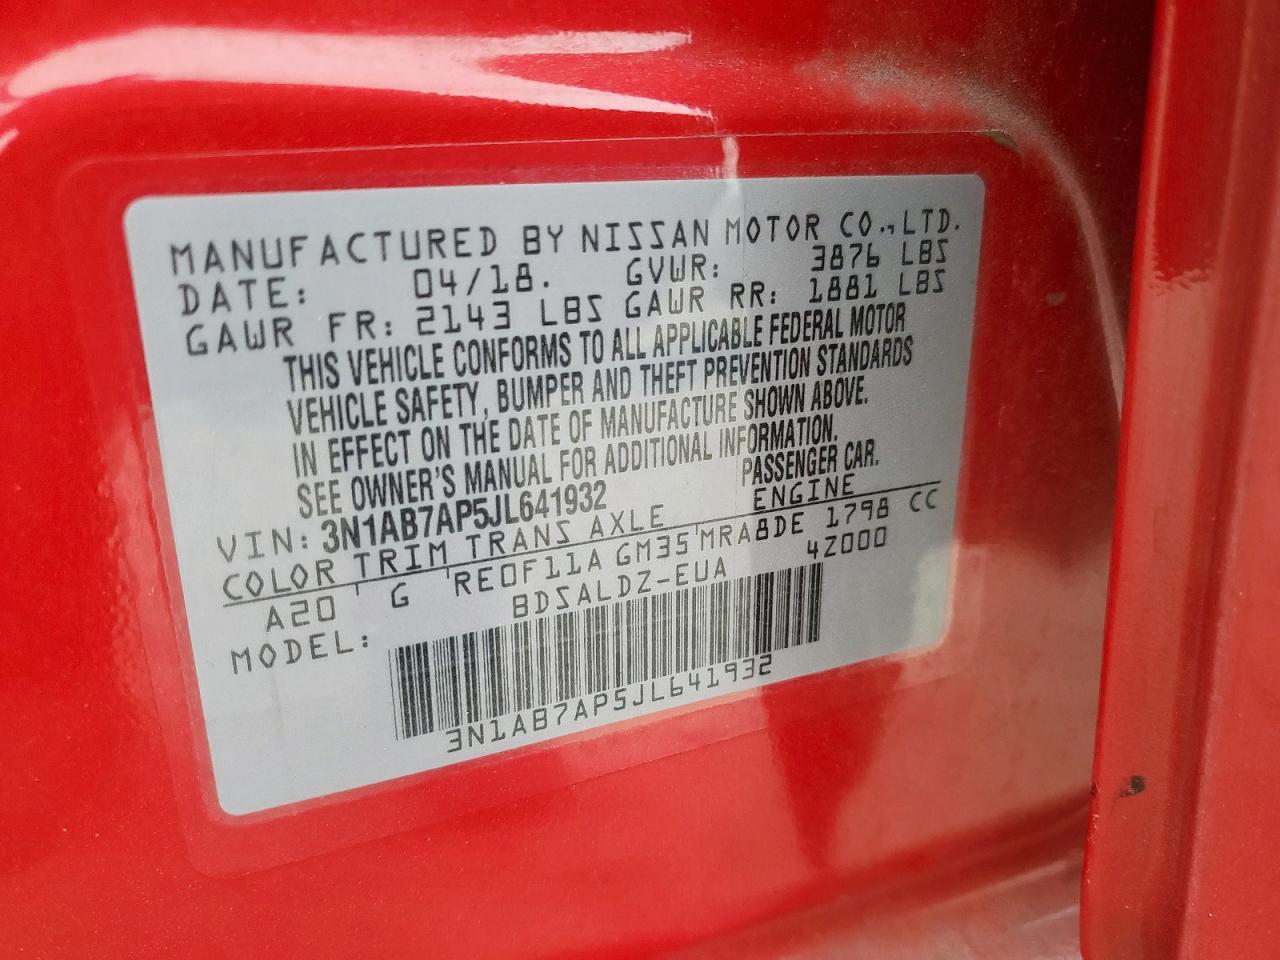 MANUFACTURED BY NISSAN MOTOR CO.,LTD.
DATE: 04/18. GVWR: 3876 LBS
GAWR FR: 2143 LBS GAWR RR: 1881 LBS
THIS VEHICLE CONFORMS TO ALL APPLICABLE FEDERAL MOTOR
VEHICLE SAFETY, BUMPER AND THEFT PREVENTION STANDARDS
IN EFFECT ON THE DATE OF MANUFACTURE SHOWN ABOVE.
SEE OWNER'S MANUAL FOR ADDITIONAL INFORMATION.
VIN: 3N1AB7AP5JL641932 PASSENGER CAR.
COLOR TRIM TRANS AXLE ENGINE
A20 G RE0F11A GM35 MRA8DE 1798 CC
MODEL: BDSALDZ-EUA 4Z000
3N1AB7AP5JL641932